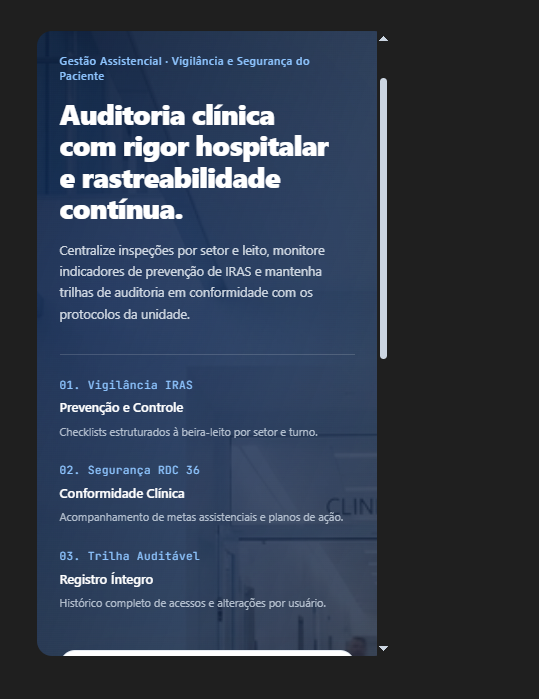 Gestão Assistencial · Vigilância e Segurança do
Paciente
Auditoria clínica
com rigor hospitalar
e rastreabilidade
contínua.
Centralize inspeções por setor e leito, monitore
indicadores de prevenção de IRAS e mantenha
trilhas de auditoria em conformidade com os
protocolos da unidade.
01. Vigilância IRAS
Prevenção e Controle
Checklists estruturados à beira-leito por setor e turno.
02. Segurança RDC 36
Conformidade Clínica
CLIN
Acompanhamento de metas assistenciais e planos de ação.
03. Trilha Auditável
Registro Íntegro
Histórico completo de acessos e alterações por usuário.